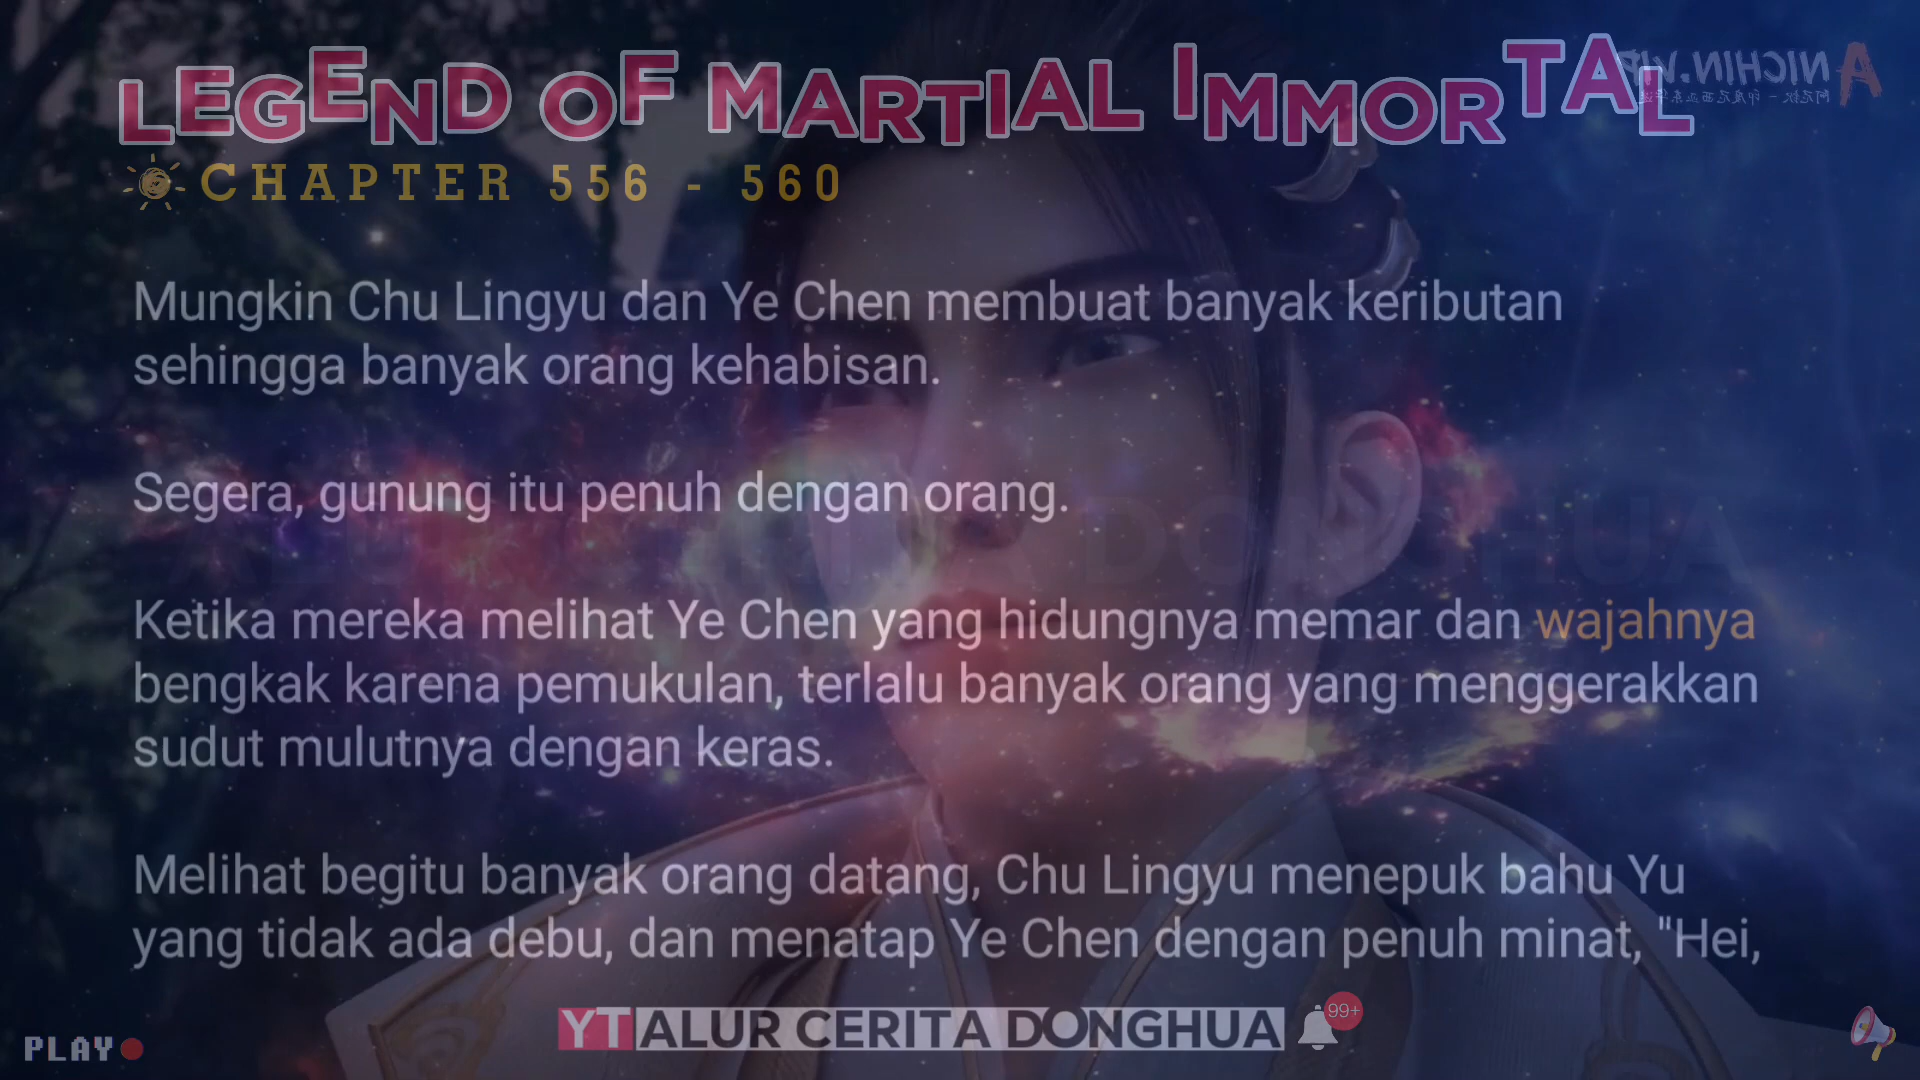 LEGEND OF MARTIAL IMMORTAL
ANICHIN.VIP
CHAPTER 556 - 560
Mungkin Chu Lingyu dan Ye Chen membuat banyak keributan
sehingga banyak orang kehabisan.
Segera, gunung itu penuh dengan orang.
Ketika mereka melihat Ye Chen yang hidungnya memar dan wajahnya
bengkak karena pemukulan, terlalu banyak orang yang menggerakkan
sudut mulutnya dengan keras.
Melihat begitu banyak orang datang, Chu Lingyu menepuk bahu Yu
yang tidak ada debu, dan menatap Ye Chen dengan penuh minat, "Hei,
YT ALUR CERITA DONGHUA
99+
PLAY